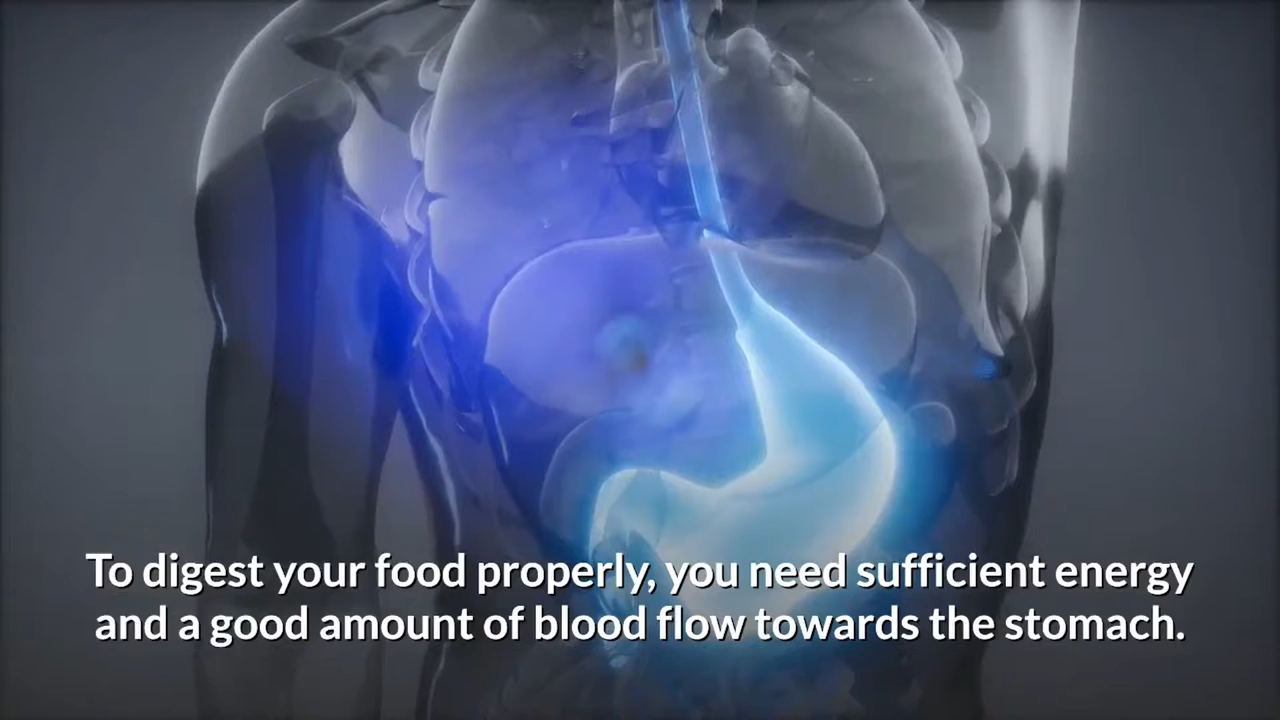 To digest your food properly, you need sufficient energy
and a good amount of blood flow towards the stomach.